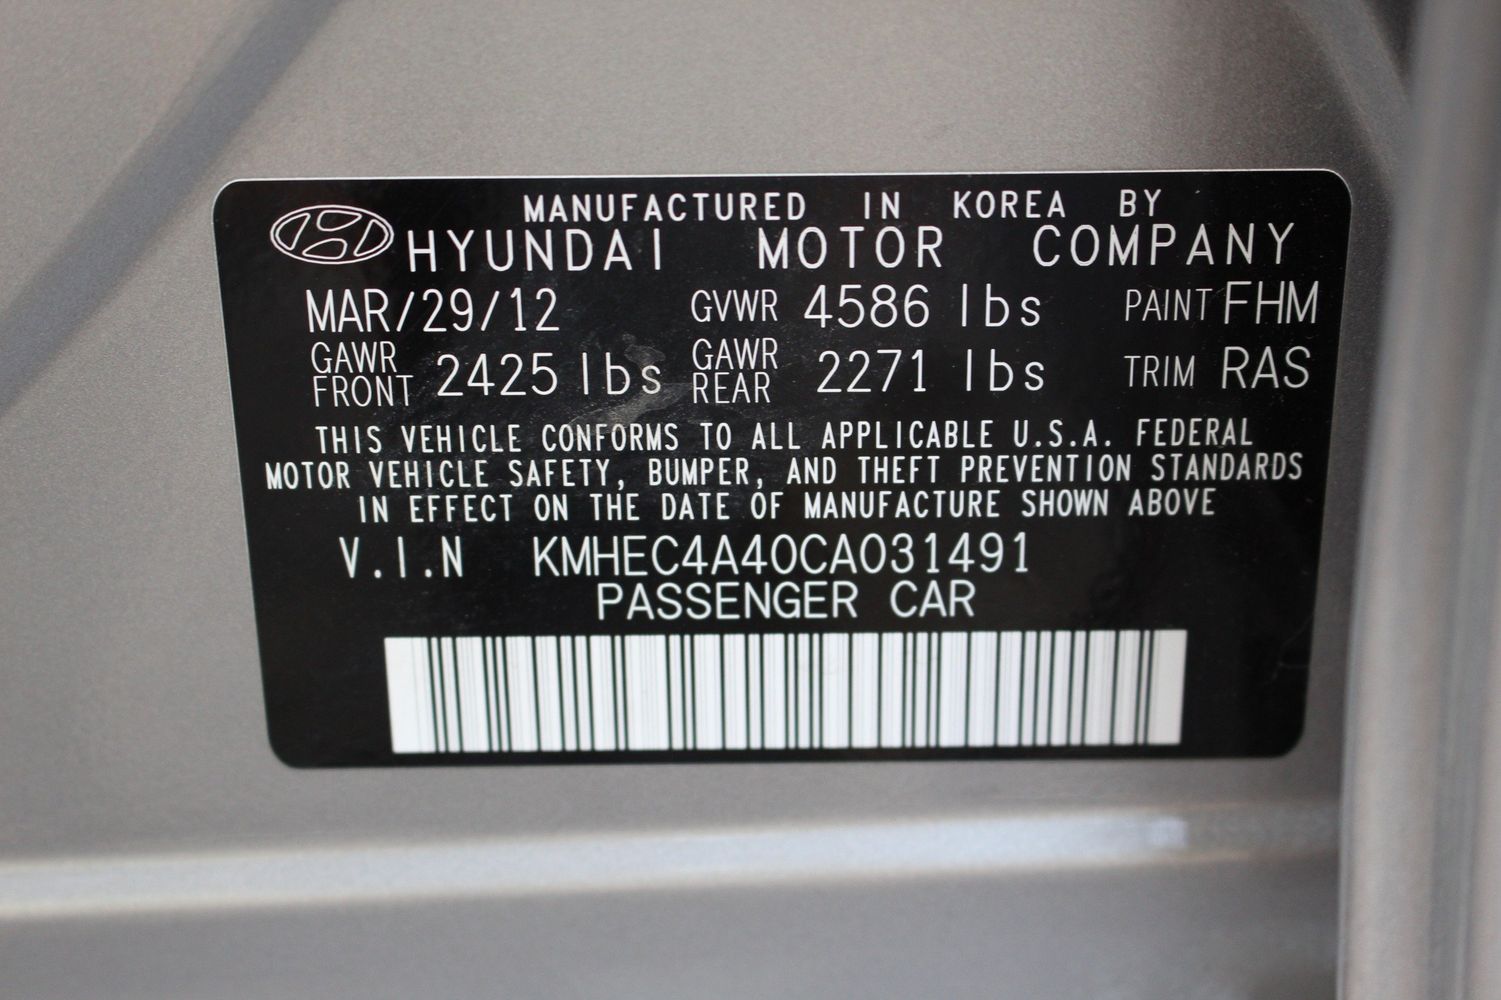 MANUFACTURED IN KOREA BY
HYUNDAI MOTOR COMPANY
MAR/29/12 GVWR 4586 lbs PAINT FHM
GAWR FRONT 2425 lbs GAWR REAR 2271 lbs TRIM RAS
THIS VEHICLE CONFORMS TO ALL APPLICABLE U.S.A. FEDERAL
MOTOR VEHICLE SAFETY, BUMPER, AND THEFT PREVENTION STANDARDS
IN EFFECT ON THE DATE OF MANUFACTURE SHOWN ABOVE
V.I.N KMHEC4A40CA031491
PASSENGER CAR